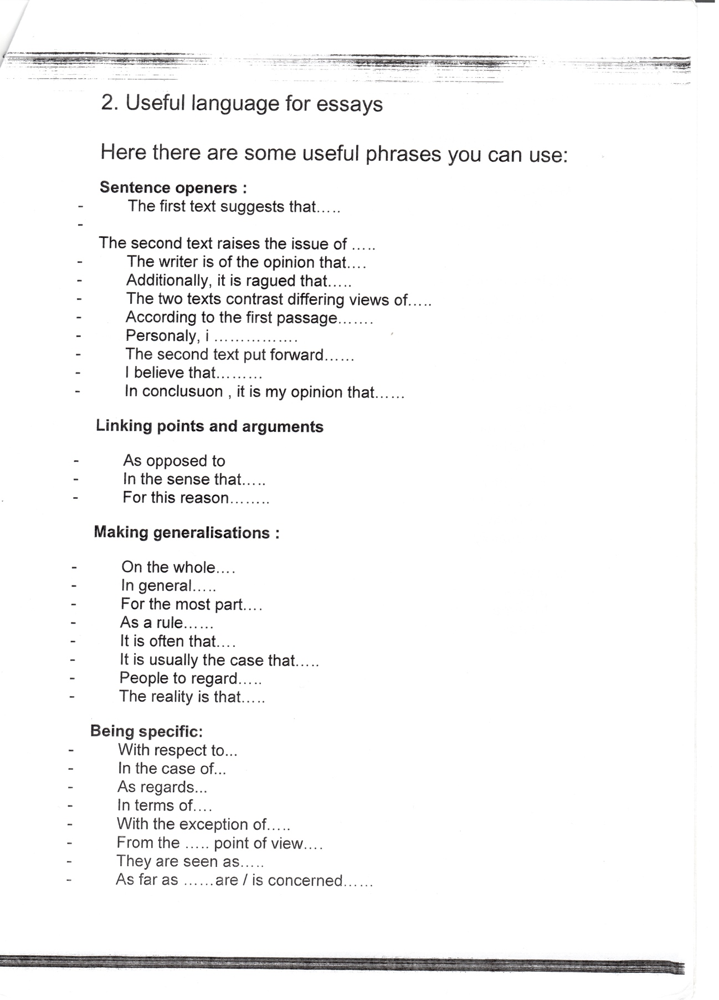 2. Useful language for essays
Here there are some useful phrases you can use:
Sentence openers :
- The first text suggests that.....
-
The second text raises the issue of .....
- The writer is of the opinion that....
- Additionally, it is ragued that.....
- The two texts contrast differing views of.....
- According to the first passage.......
- Personaly, i ................
- The second text put forward......
- I believe that.........
- In conclusuon , it is my opinion that......
Linking points and arguments
- As opposed to
- In the sense that.....
- For this reason........
Making generalisations :
- On the whole....
- In general.....
- For the most part....
- As a rule......
- It is often that....
- It is usually the case that.....
- People to regard.....
- The reality is that.....
Being specific:
- With respect to...
- In the case of...
- As regards...
- In terms of....
- With the exception of.....
- From the ..... point of view....
- They are seen as.....
- As far as ......are / is concerned......